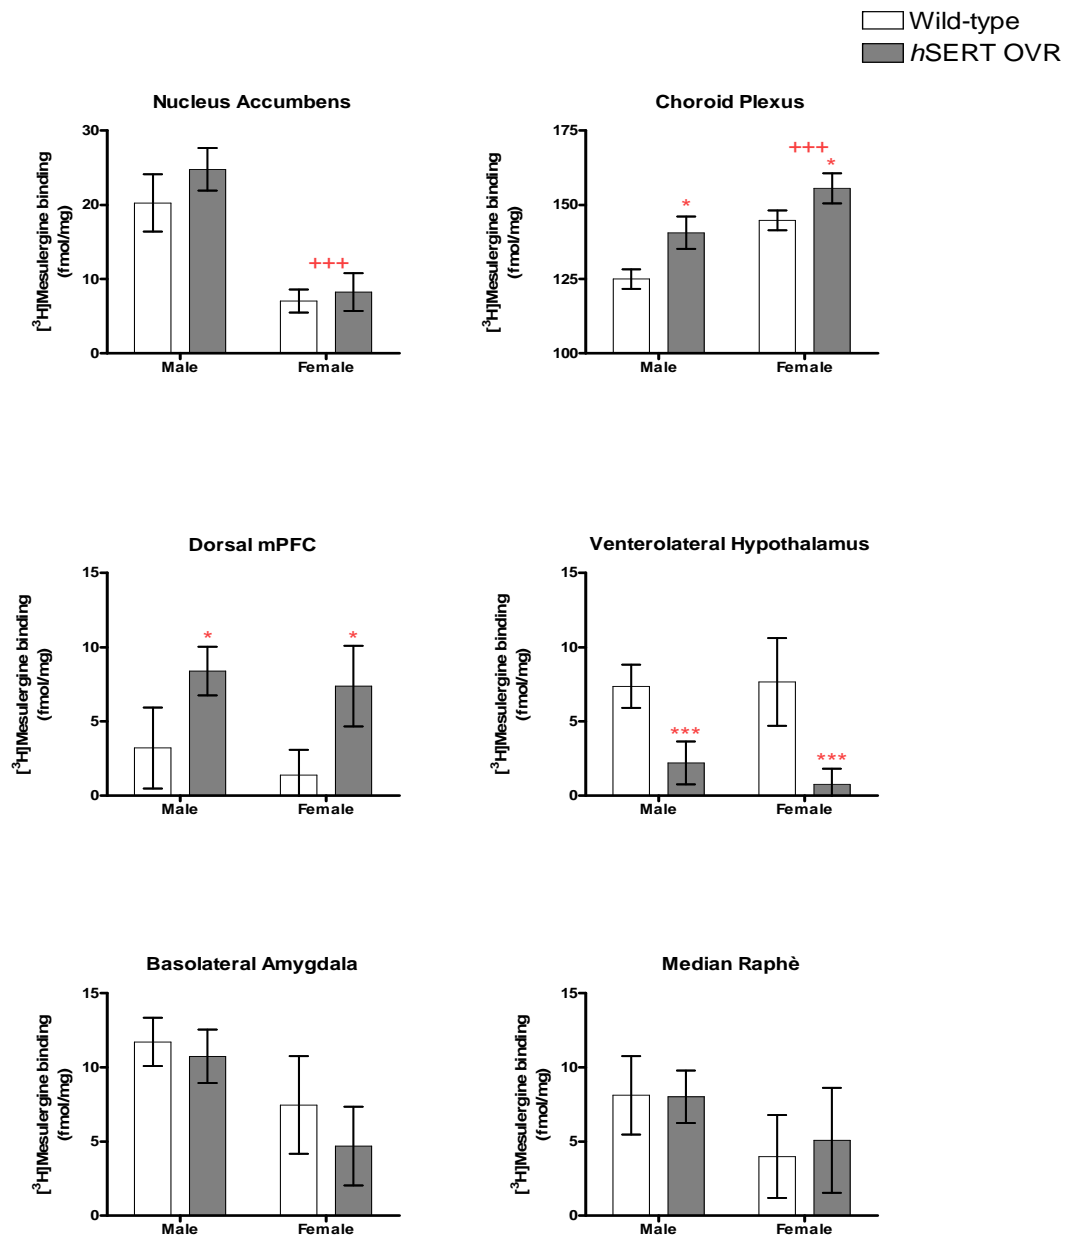 Wild-type
hSERT OVR
Nucleus Accumbens
[³H]Mesulergine binding
(fmol/mg)
30
20
10
0
+++
Male
Female
Choroid Plexus
[³H]Mesulergine binding
(fmol/mg)
175
150
125
100
*
+++
*
Male
Female
Dorsal mPFC
[³H]Mesulergine binding
(fmol/mg)
15
10
5
0
*
*
Male
Female
Venterolateral Hypothalamus
[³H]Mesulergine binding
(fmol/mg)
15
10
5
0
***
***
Male
Female
Basolateral Amygdala
[³H]Mesulergine binding
(fmol/mg)
15
10
5
0
Male
Female
Median Raphè
[³H]Mesulergine binding
(fmol/mg)
15
10
5
0
Male
Female